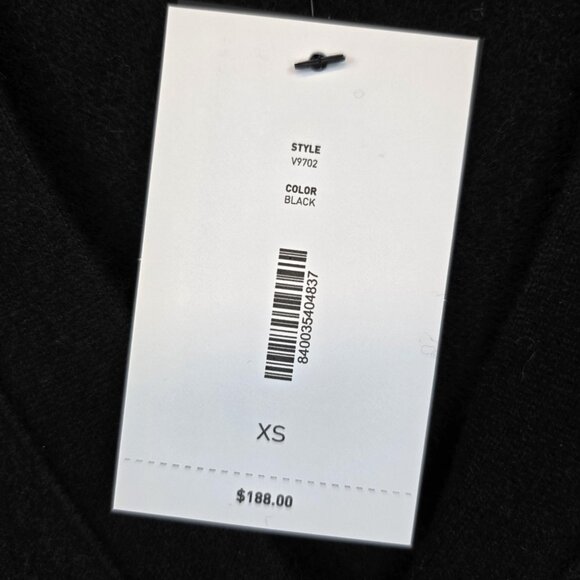 STYLE
V9702
COLOR
BLACK
840035404837
XS
$188.00